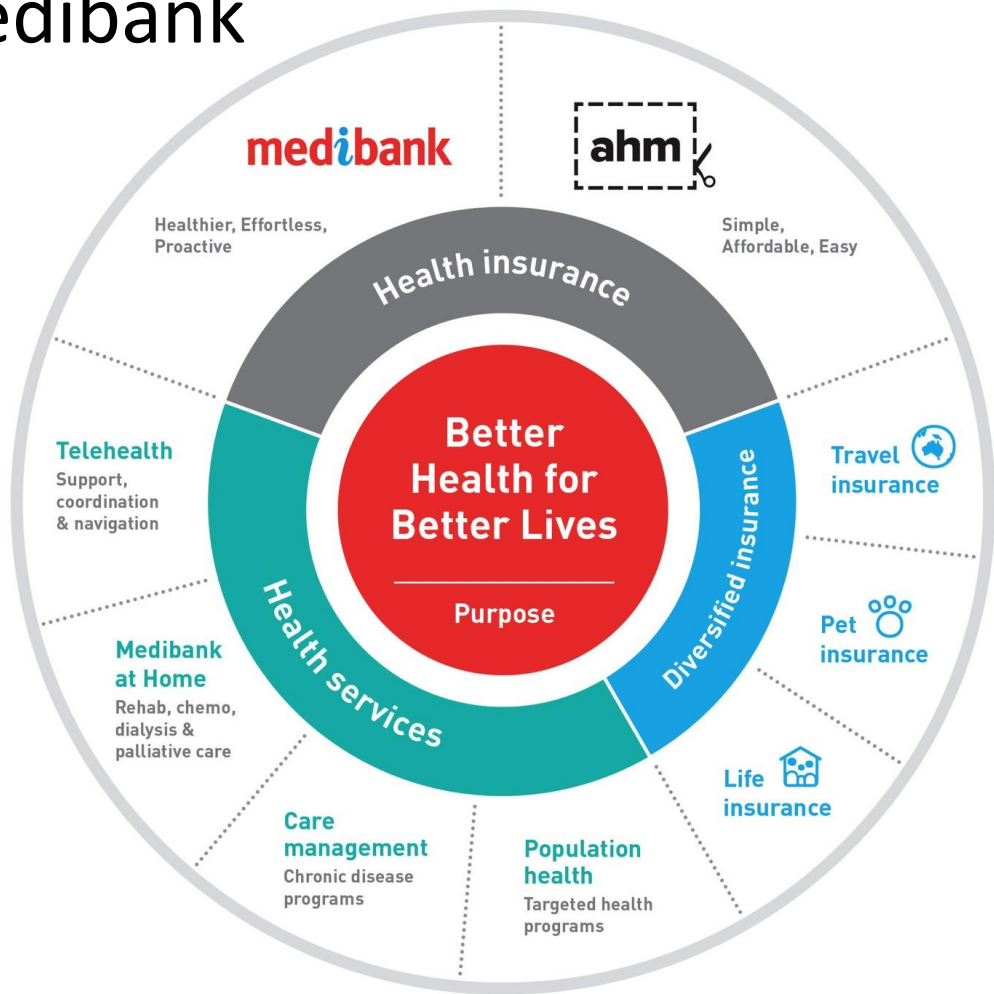 edibank
medibank
Healthier, Effortless,
Proactive
ahm
Simple,
Affordable, Easy
Health insurance
Better
Health for
Better Lives
Purpose
Diversified insurance
Travel
insurance
Pet
insurance
Life
insurance
Health services
Telehealth
Support,
coordination
& navigation
Medibank
at Home
Rehab, chemo,
dialysis &
palliative care
Care
management
Chronic disease
programs
Population
health
Targeted health
programs